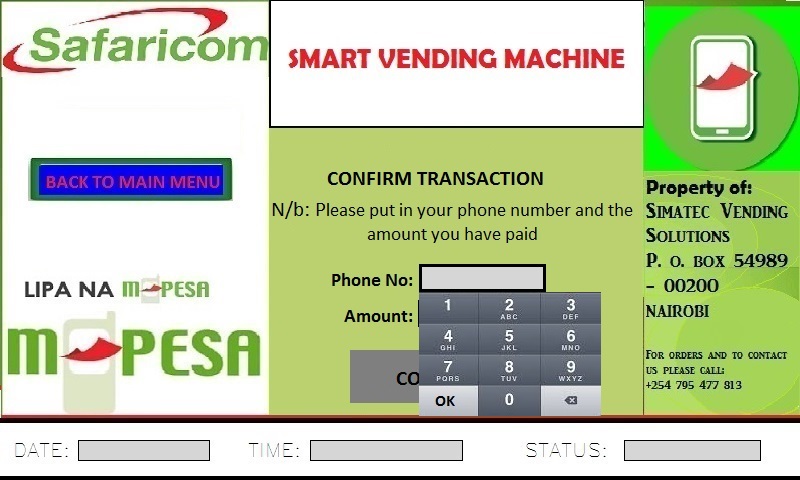 Safaricom
SMART VENDING MACHINE
BACK TO MAIN MENU
LIPA NA M-PESA
M-PESA
CONFIRM TRANSACTION
N/b: Please put in your phone number and the
amount you have paid
Phone No:
Amount:
CO
1
2 ABC
3 DEF
4 GHI
5 JKL
6 MNO
7 PQRS
8 TUV
9 WXYZ
OK
0
Property of:
Simatec Vending
Solutions
P. o. box 54989
- 00200
Nairobi
For orders and to contact
us please call:
+254 795 477 813
DATE:
TIME:
STATUS: